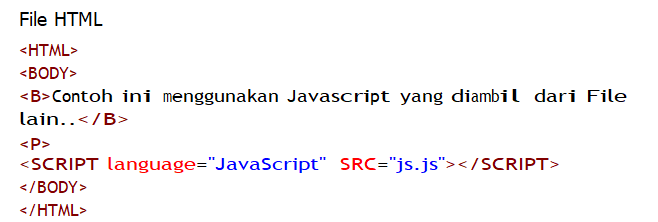 File HTML
<HTML>
<BODY>
<B>Contoh ini menggunakan Javascript yang diambil dari File
lain..</B>
<P>
<SCRIPT language="JavaScript" SRC="js.js"></SCRIPT>
</BODY>
</HTML>